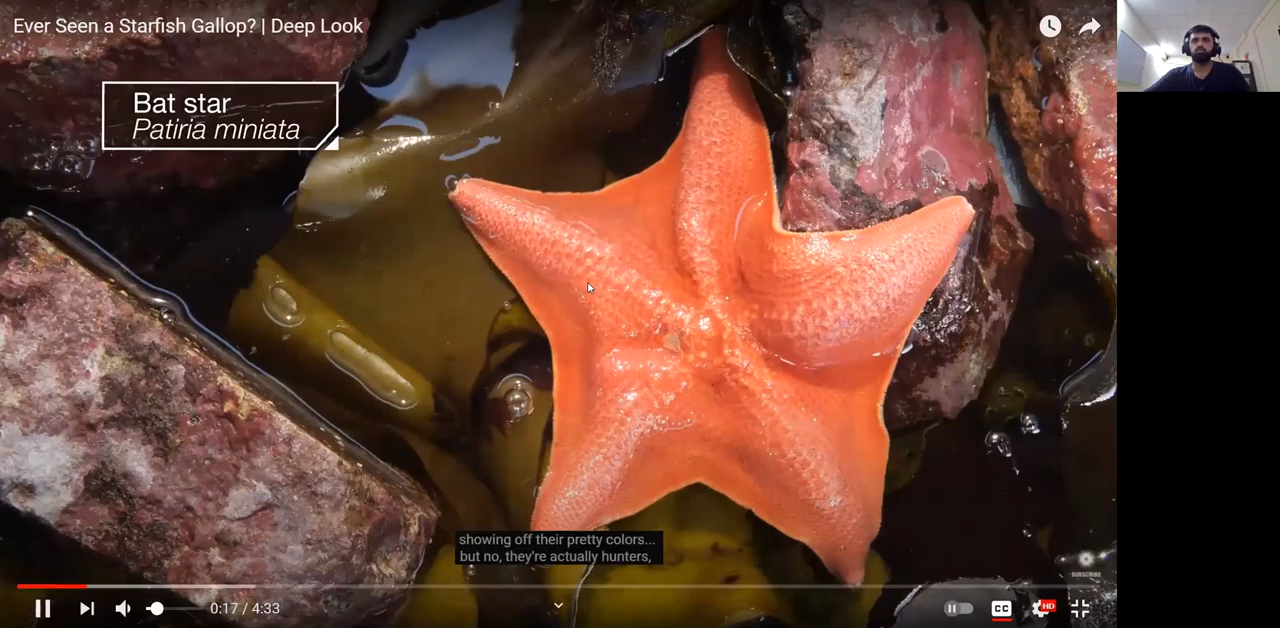 Ever Seen a Starfish Gallop? | Deep Look
Bat star
Patiria miniata
showing off their pretty colors...
but no, they're actually hunters,
SUBSCRIBE
0:17 / 4:33
CC
HD